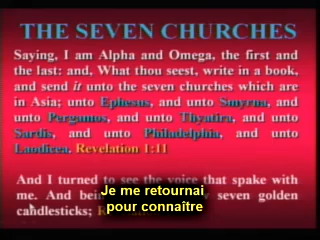 THE SEVEN CHURCHES
Saying, I am Alpha and Omega, the first and
the last: and, What thou seest, write in a book,
and send it unto the seven churches which are
in Asia; unto Ephesus, and unto Smyrna, and
unto Pergamos, and unto Thyatira, and unto
Sardis, and unto Philadelphia, and unto
Laodicea. Revelation 1:11
And I turned to see the voice that spake with
me. And seven golden
candlesticks;
Je me retournai
pour connaître